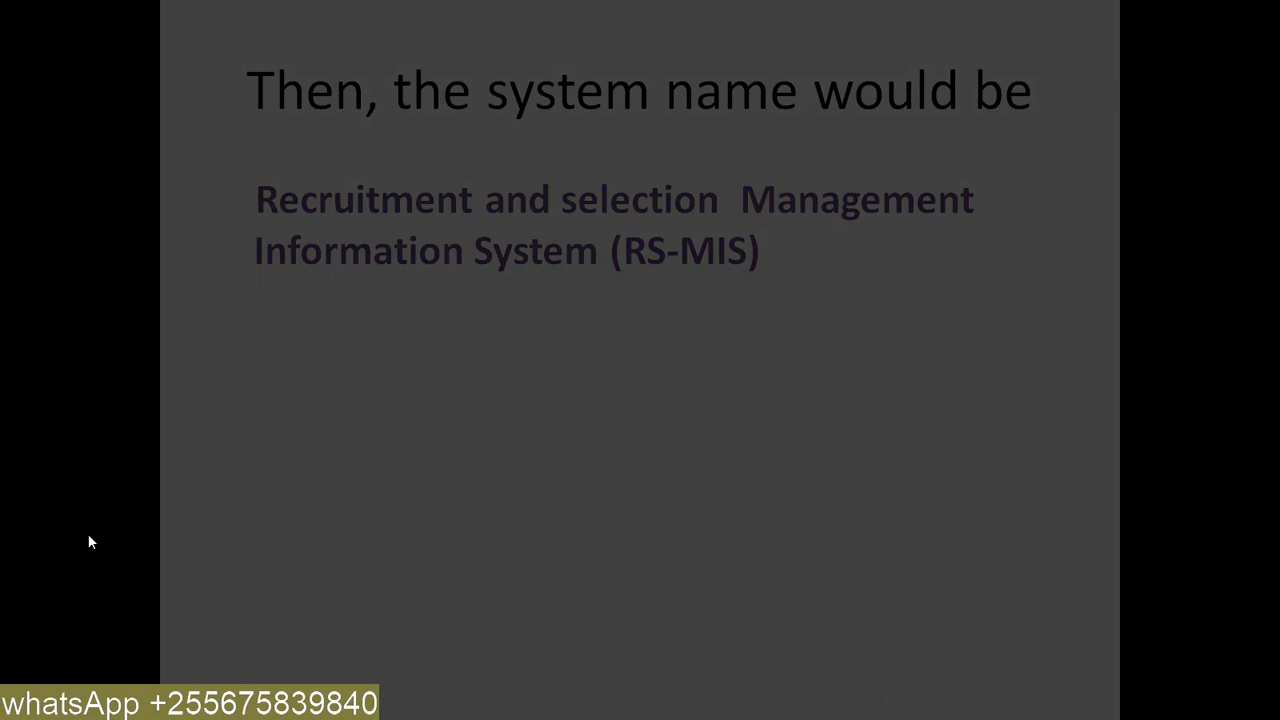 Then, the system name would be
Recruitment and selection  Management
Information System (RS-MIS)
whatsApp +255675839840